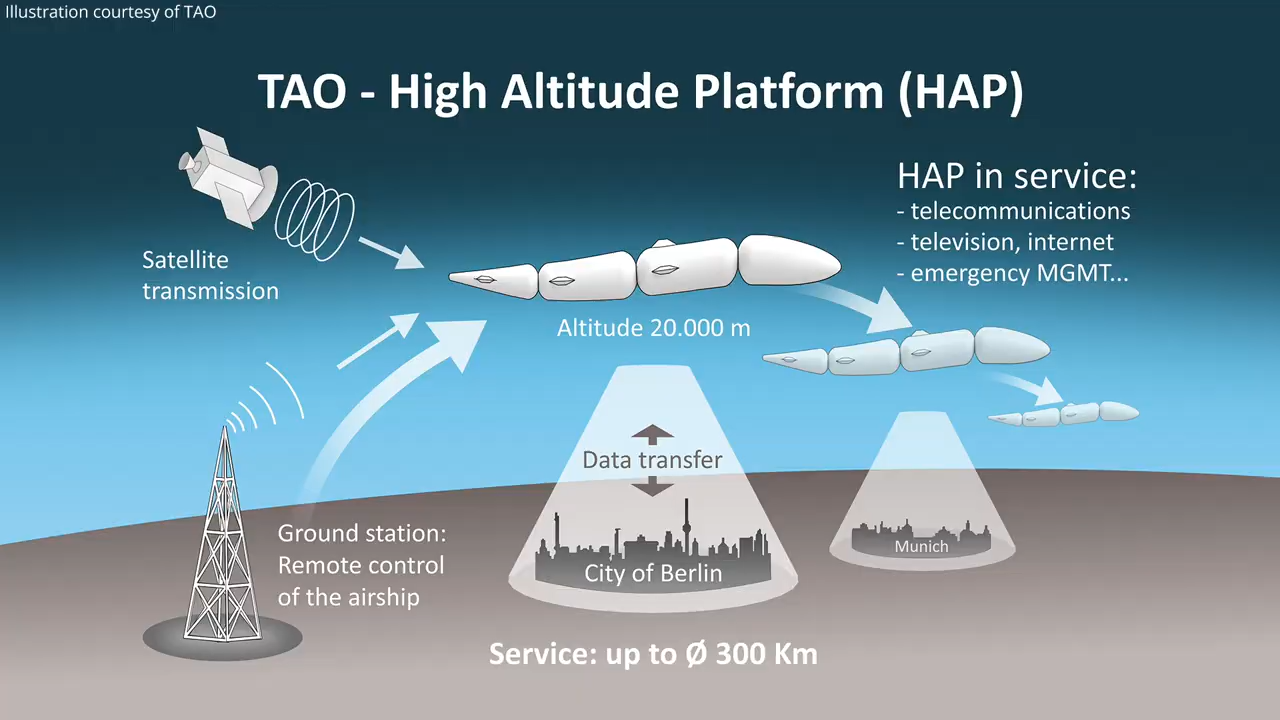 Illustration courtesy of TAO
TAO - High Altitude Platform (HAP)
HAP in service:
- telecommunications
- television, internet
- emergency MGMT...
Satellite
transmission
Altitude 20.000 m
Data transfer
Ground station:
Remote control
of the airship
City of Berlin
Munich
Service: up to Ø 300 Km